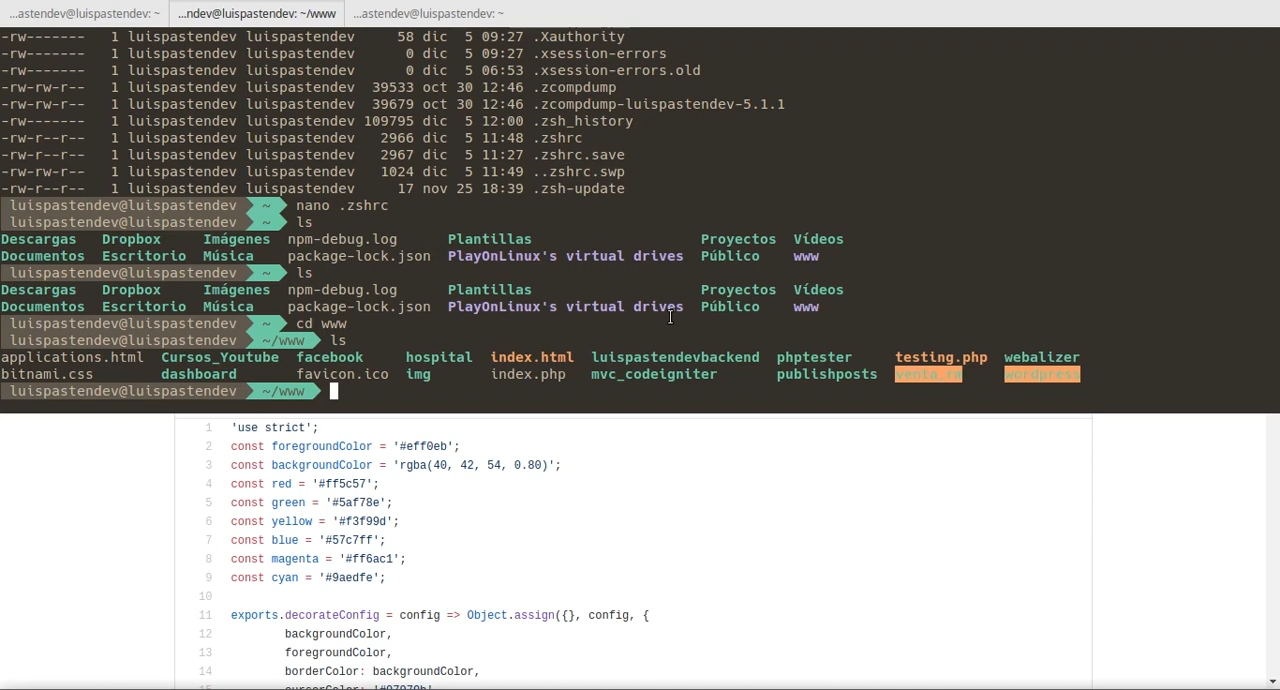 ...astendev@luispastendev: ~ ...ndev@luispastendev: ~/www ...astendev@luispastendev: ~
-rw------- 1 luispastendev luispastendev 58 dic 5 09:27 .Xauthority
-rw------- 1 luispastendev luispastendev 0 dic 5 09:27 .xsession-errors
-rw------- 1 luispastendev luispastendev 0 dic 5 06:53 .xsession-errors.old
-rw-rw-r-- 1 luispastendev luispastendev 39533 oct 30 12:46 .zcompdump
-rw-rw-r-- 1 luispastendev luispastendev 39679 oct 30 12:46 .zcompdump-luispastendev-5.1.1
-rw------- 1 luispastendev luispastendev 109795 dic 5 12:00 .zsh_history
-rw-r--r-- 1 luispastendev luispastendev 2966 dic 5 11:48 .zshrc
-rw-r--r-- 1 luispastendev luispastendev 2967 dic 5 11:27 .zshrc.save
-rw-rw-r-- 1 luispastendev luispastendev 1024 dic 5 11:49 ..zshrc.swp
-rw-r--r-- 1 luispastendev luispastendev 17 nov 25 18:39 .zsh-update
luispastendev@luispastendev ~ nano .zshrc
luispastendev@luispastendev ~ ls
Descargas Dropbox Imágenes npm-debug.log Plantillas Proyectos Vídeos
Documentos Escritorio Música package-lock.json PlayOnLinux's virtual drives Público www
luispastendev@luispastendev ~ ls
Descargas Dropbox Imágenes npm-debug.log Plantillas Proyectos Vídeos
Documentos Escritorio Música package-lock.json PlayOnLinux's virtual drives Público www
luispastendev@luispastendev ~ cd www
luispastendev@luispastendev ~/www ls
applications.html Cursos_Youtube facebook hospital index.html luispastendevbackend phptester testing.php webalizer
bitnami.css dashboard favicon.ico img index.php mvc_codeigniter publishposts wordpress
luispastendev@luispastendev ~/www
1 'use strict';
2 const foregroundColor = '#eff0eb';
3 const backgroundColor = 'rgba(40, 42, 54, 0.80)';
4 const red = '#ff5c57';
5 const green = '#5af78e';
6 const yellow = '#f3f99d';
7 const blue = '#57c7ff';
8 const magenta = '#ff6ac1';
9 const cyan = '#9aedfe';
10
11 exports.decorateConfig = config => Object.assign({}, config, {
12 backgroundColor,
13 foregroundColor,
14 borderColor: backgroundColor,